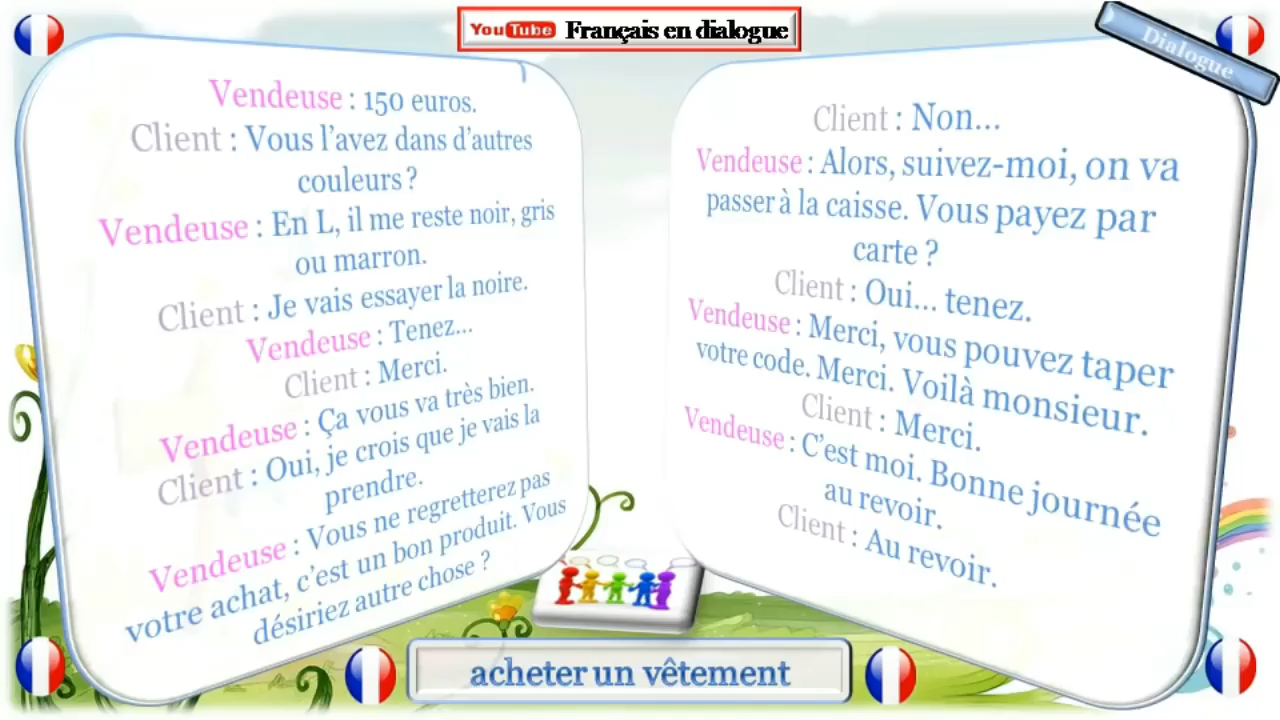 YouTube Français en dialogue
Dialogue
Vendeuse : 150 euros.
Client : Vous l'avez dans d'autres
couleurs ?
Vendeuse : En L, il me reste noir, gris
ou marron.
Client : Je vais essayer la noire.
Vendeuse : Tenez...
Client : Merci.
Vendeuse : Ça vous va très bien.
Client : Oui, je crois que je vais la
prendre.
Vendeuse : Vous ne regretterez pas
votre achat, c'est un bon produit. Vous
désiriez autre chose ?
Client : Non...
Vendeuse : Alors, suivez-moi, on va
passer à la caisse. Vous payez par
carte ?
Client : Oui... tenez.
Vendeuse : Merci, vous pouvez taper
votre code. Merci. Voilà monsieur.
Client : Merci.
Vendeuse : C'est moi. Bonne journée
au revoir.
Client : Au revoir.
acheter un vêtement